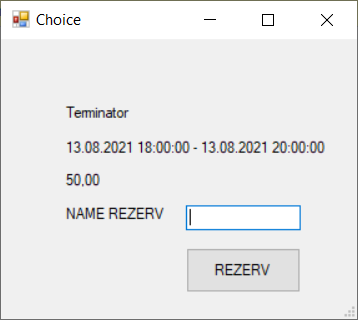 Choice
Terminator
13.08.2021 18:00:00 - 13.08.2021 20:00:00
50,00
NAME REZERV
REZERV